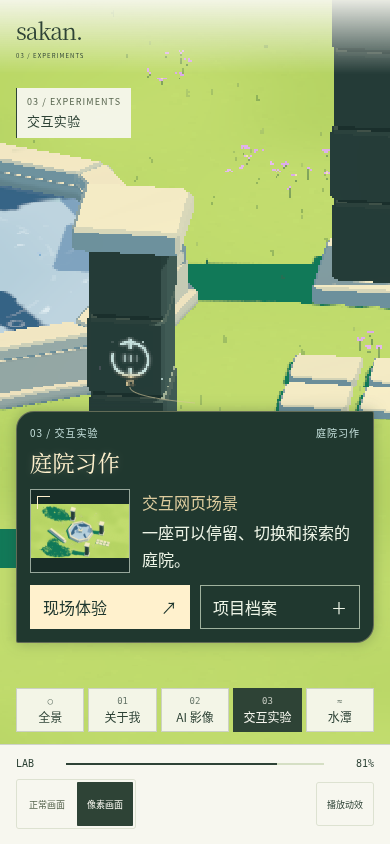 sakan.
03 / EXPERIMENTS
03 / EXPERIMENTS
交互实验
03 / 交互实验
庭院习作
庭院习作
交互网页场景
一座可以停留、切换和探索的
庭院。
现场体验 ↗
项目档案 +
○
全景
01
关于我
02
AI 影像
03
交互实验
≈
水潭
LAB
81%
正常画面
像素画面
播放动效